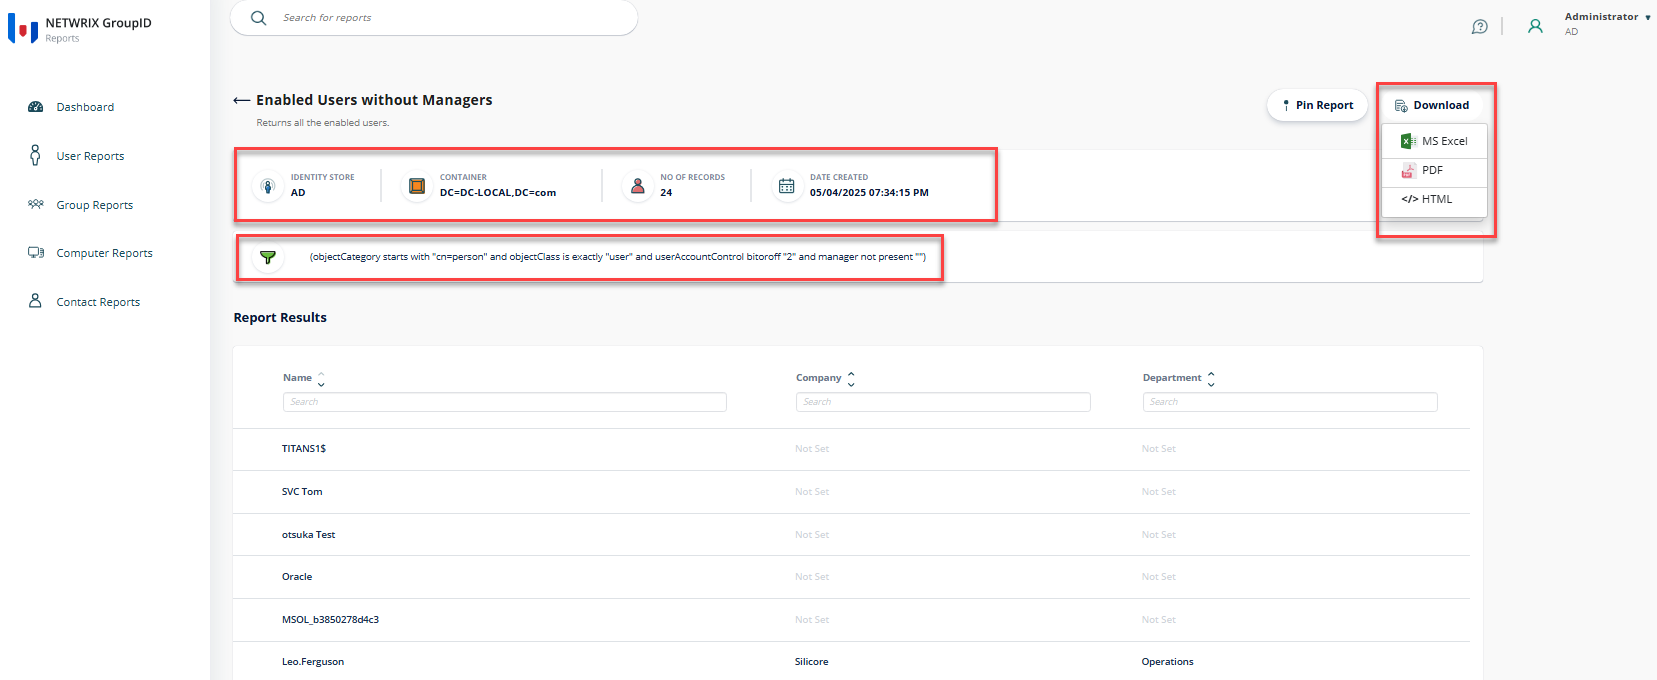 NETWRIX GroupID
Reports
Search for reports
Administrator
AD
Dashboard
User Reports
Group Reports
Computer Reports
Contact Reports
Enabled Users without Managers
Returns all the enabled users.
Pin Report
Download
MS Excel
PDF
</> HTML
IDENTITY STORE
AD
CONTAINER
DC=DC-LOCAL,DC=com
NO OF RECORDS
24
DATE CREATED
05/04/2025 07:34:15 PM
(objectCategory starts with "cn=person" and objectClass is exactly "user" and userAccountControl bitoroff "2" and manager not present "")
Report Results
Name Company Department
Search Search Search
TITANS1$ Not Set Not Set
SVC Tom Not Set Not Set
otsuka Test Not Set Not Set
Oracle Not Set Not Set
MSOL_b3850278d4c3 Not Set Not Set
Leo.Ferguson Silicore Operations